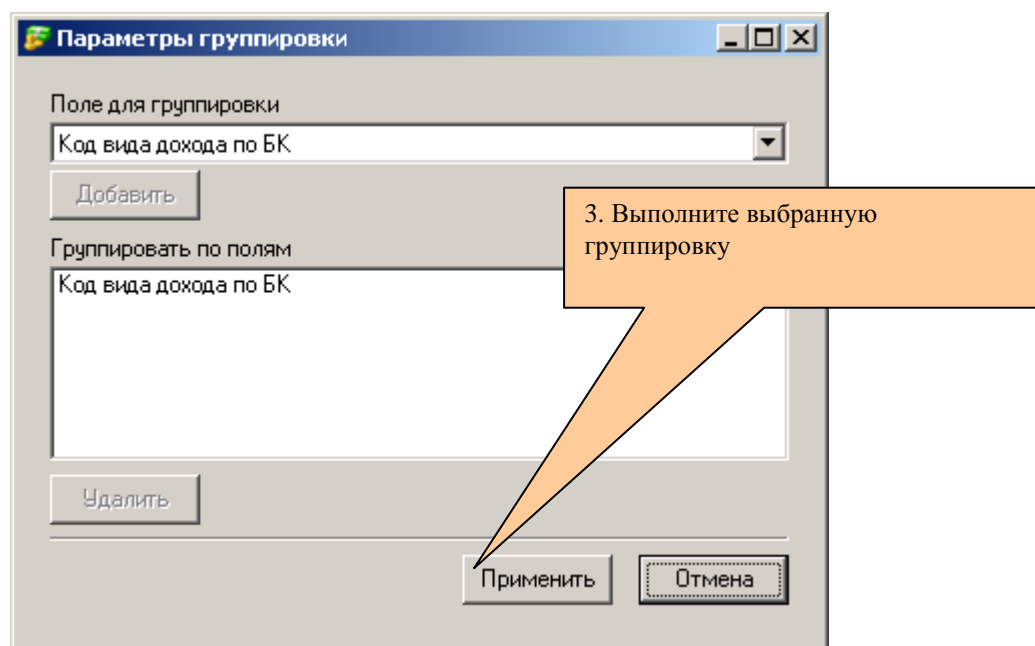 Параметры группировки
Поле для группировки
Код вида дохода по БК
Добавить
3. Выполните выбранную
группировку
Группировать по полям
Код вида дохода по БК
Удалить
Применить
Отмена